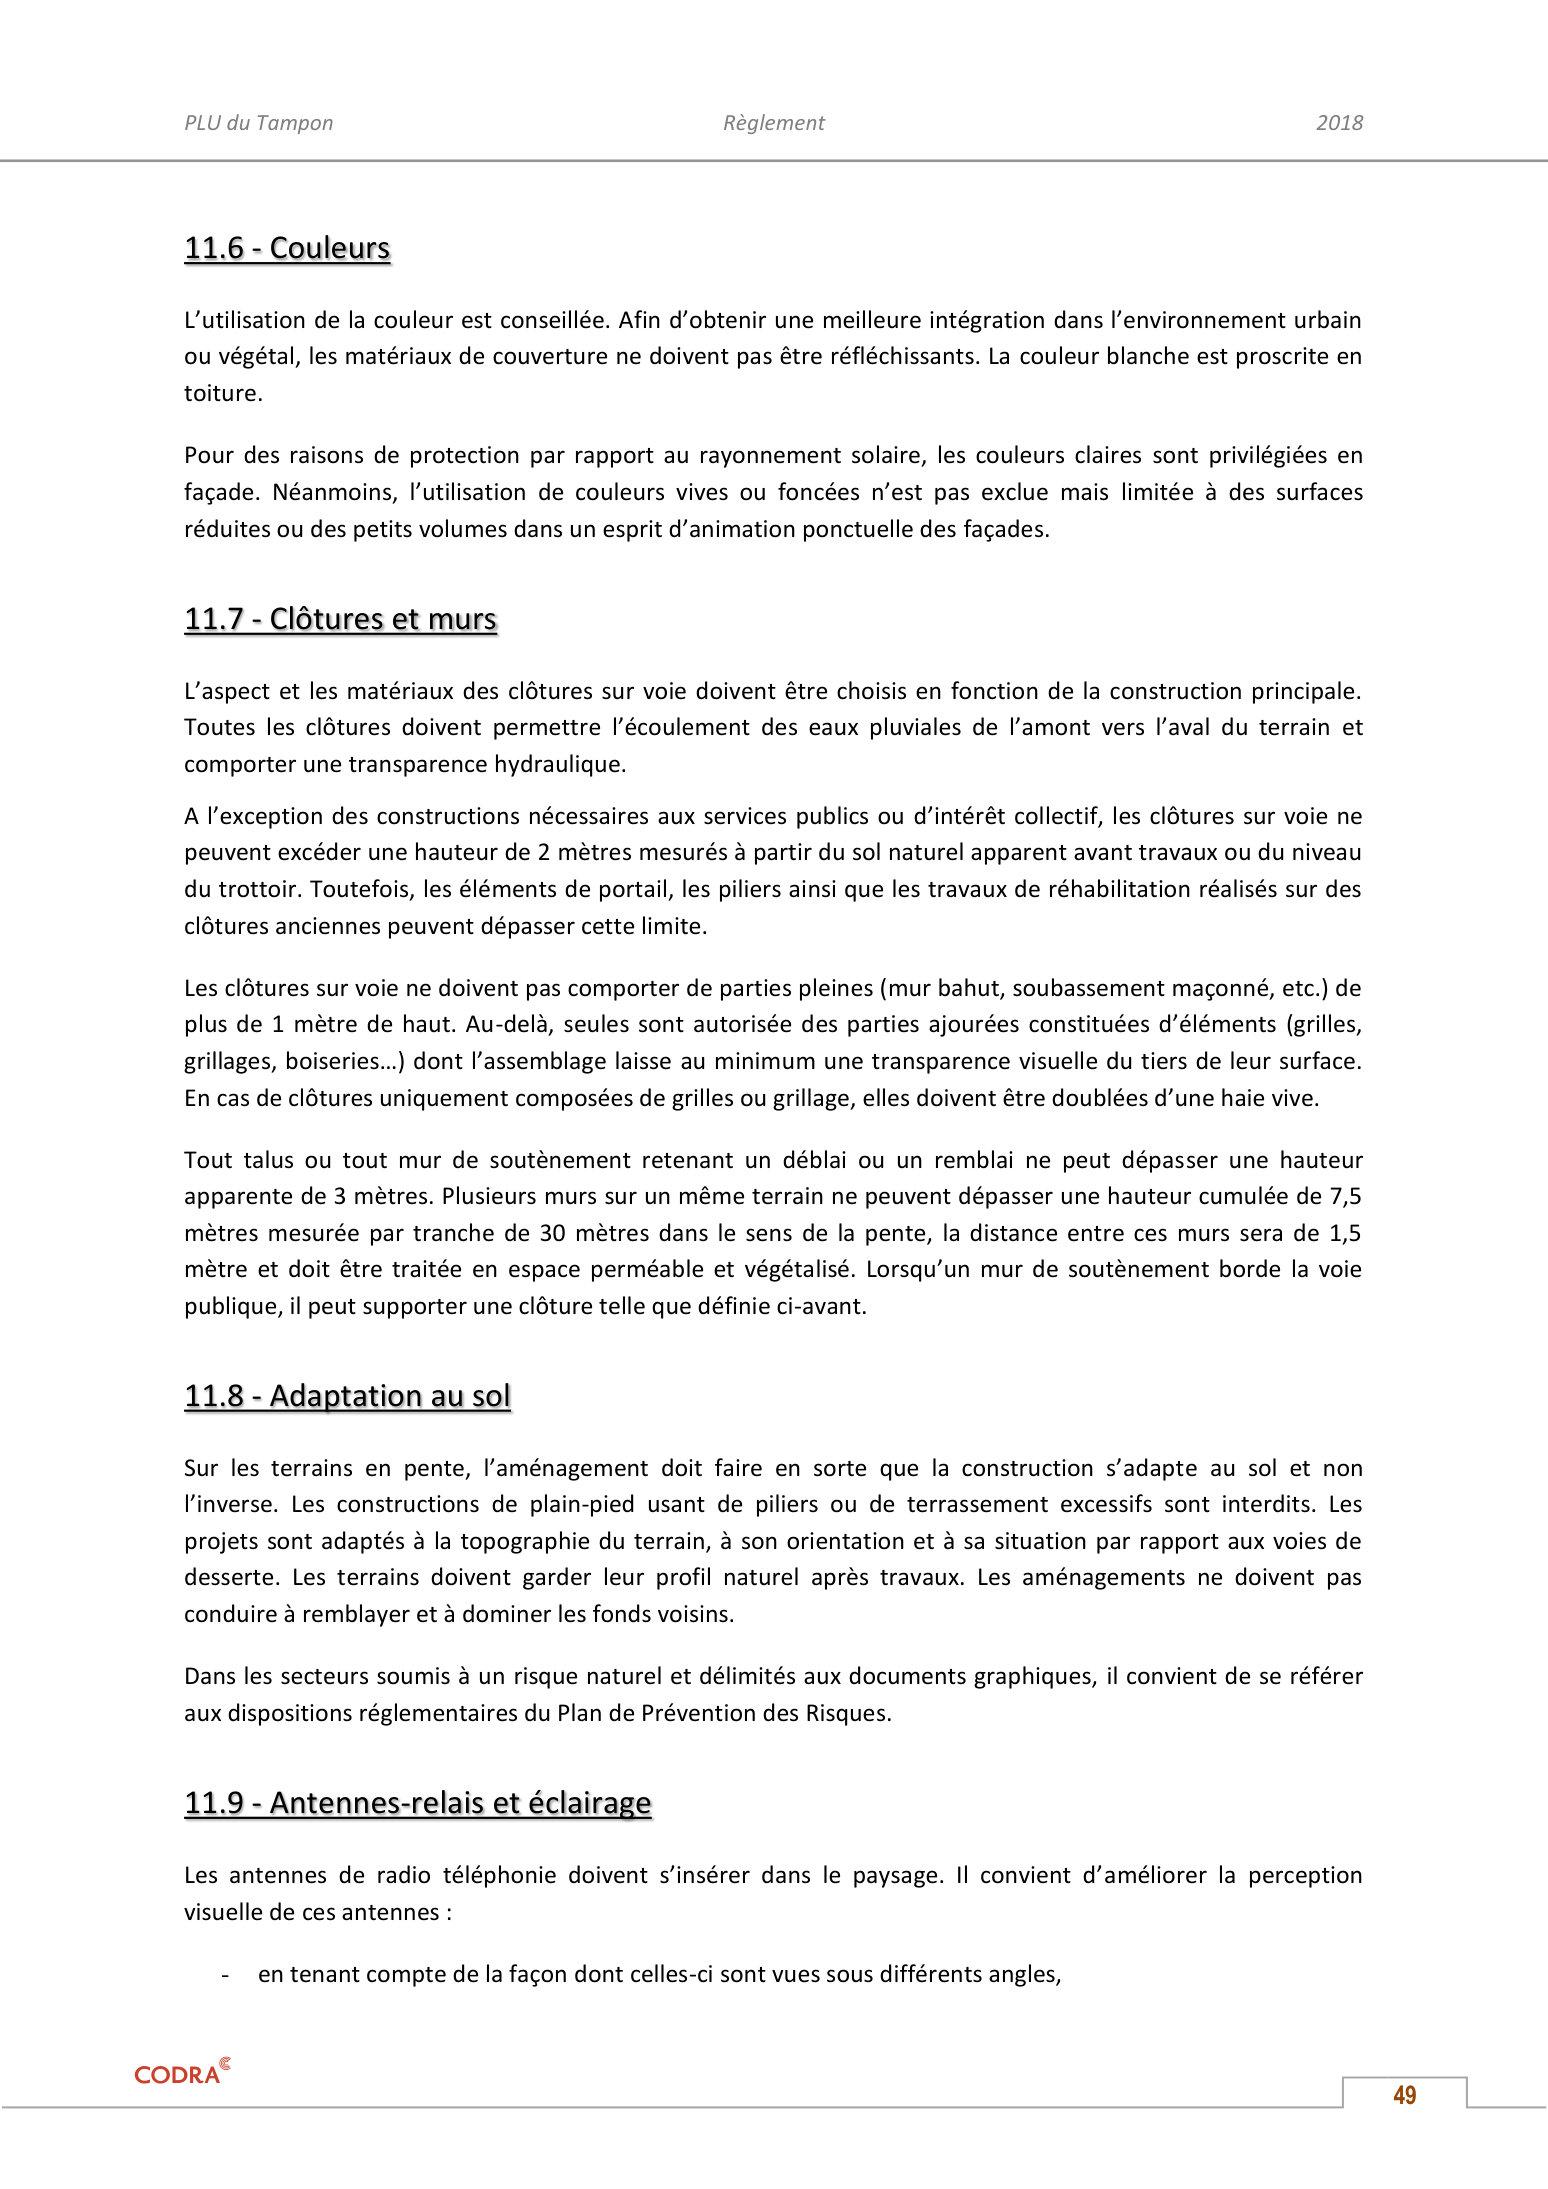 PLU du Tampon Règlement 2018
11.6 - Couleurs
L’utilisation de la couleur est conseillée. Afin d’obtenir une meilleure intégration dans l’environnement urbain
ou végétal, les matériaux de couverture ne doivent pas être réfléchissants. La couleur blanche est proscrite en
toiture.
Pour des raisons de protection par rapport au rayonnement solaire, les couleurs claires sont privilégiées en
façade. Néanmoins, l’utilisation de couleurs vives ou foncées n’est pas exclue mais limitée à des surfaces
réduites ou des petits volumes dans un esprit d’animation ponctuelle des façades.
11.7 - Clôtures et murs
L’aspect et les matériaux des clôtures sur voie doivent être choisis en fonction de la construction principale.
Toutes les clôtures doivent permettre l’écoulement des eaux pluviales de l’amont vers l’aval du terrain et
comporter une transparence hydraulique.
A l’exception des constructions nécessaires aux services publics ou d’intérêt collectif, les clôtures sur voie ne
peuvent excéder une hauteur de 2 mètres mesurés à partir du sol naturel apparent avant travaux ou du niveau
du trottoir. Toutefois, les éléments de portail, les piliers ainsi que les travaux de réhabilitation réalisés sur des
clôtures anciennes peuvent dépasser cette limite.
Les clôtures sur voie ne doivent pas comporter de parties pleines (mur bahut, soubassement maçonné, etc.) de
plus de 1 mètre de haut. Au-delà, seules sont autorisée des parties ajourées constituées d’éléments (grilles,
grillages, boiseries…) dont l’assemblage laisse au minimum une transparence visuelle du tiers de leur surface.
En cas de clôtures uniquement composées de grilles ou grillage, elles doivent être doublées d’une haie vive.
Tout talus ou tout mur de soutènement retenant un déblai ou un remblai ne peut dépasser une hauteur
apparente de 3 mètres. Plusieurs murs sur un même terrain ne peuvent dépasser une hauteur cumulée de 7,5
mètres mesurée par tranche de 30 mètres dans le sens de la pente, la distance entre ces murs sera de 1,5
mètre et doit être traitée en espace perméable et végétalisé. Lorsqu’un mur de soutènement borde la voie
publique, il peut supporter une clôture telle que définie ci-avant.
11.8 - Adaptation au sol
Sur les terrains en pente, l’aménagement doit faire en sorte que la construction s’adapte au sol et non
l’inverse. Les constructions de plain-pied usant de piliers ou de terrassement excessifs sont interdits. Les
projets sont adaptés à la topographie du terrain, à son orientation et à sa situation par rapport aux voies de
desserte. Les terrains doivent garder leur profil naturel après travaux. Les aménagements ne doivent pas
conduire à remblayer et à dominer les fonds voisins.
Dans les secteurs soumis à un risque naturel et délimités aux documents graphiques, il convient de se référer
aux dispositions réglementaires du Plan de Prévention des Risques.
11.9 - Antennes-relais et éclairage
Les antennes de radio téléphonie doivent s’insérer dans le paysage. Il convient d’améliorer la perception
visuelle de ces antennes :
- en tenant compte de la façon dont celles-ci sont vues sous différents angles,
CODRA
49